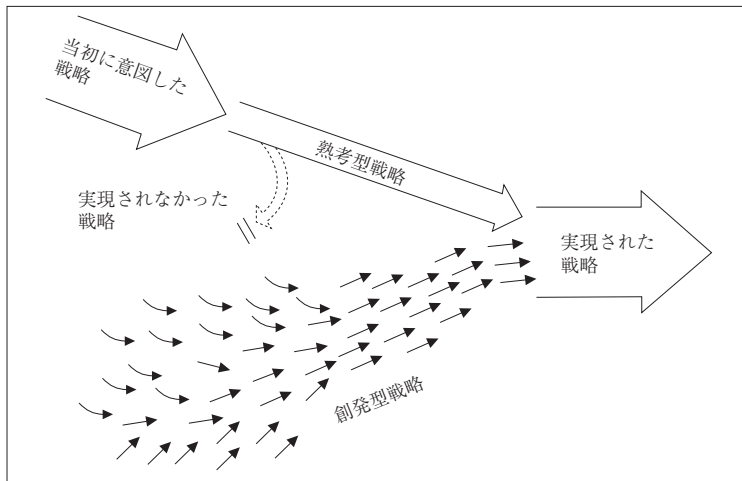 当初に意図した
戦略
熟考型戦略
実現されなかった
戦略
実現された
戦略
創発型戦略